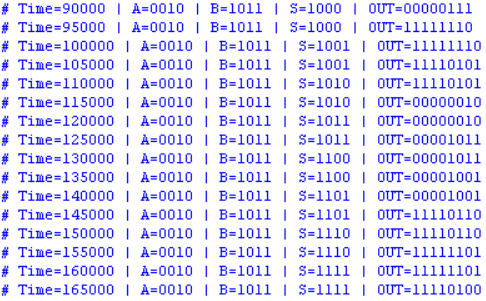 # Time=90000 | A=0010 | B=1011 | S=1000 | OUT=00000111
# Time=95000 | A=0010 | B=1011 | S=1000 | OUT=11111110
# Time=100000 | A=0010 | B=1011 | S=1001 | OUT=11111110
# Time=105000 | A=0010 | B=1011 | S=1001 | OUT=11110101
# Time=110000 | A=0010 | B=1011 | S=1010 | OUT=11110101
# Time=115000 | A=0010 | B=1011 | S=1010 | OUT=00000010
# Time=120000 | A=0010 | B=1011 | S=1011 | OUT=00000010
# Time=125000 | A=0010 | B=1011 | S=1011 | OUT=00001011
# Time=130000 | A=0010 | B=1011 | S=1100 | OUT=00001011
# Time=135000 | A=0010 | B=1011 | S=1100 | OUT=00001001
# Time=140000 | A=0010 | B=1011 | S=1101 | OUT=00001001
# Time=145000 | A=0010 | B=1011 | S=1101 | OUT=11110110
# Time=150000 | A=0010 | B=1011 | S=1110 | OUT=11110110
# Time=155000 | A=0010 | B=1011 | S=1110 | OUT=11111101
# Time=160000 | A=0010 | B=1011 | S=1111 | OUT=11111101
# Time=165000 | A=0010 | B=1011 | S=1111 | OUT=11110100